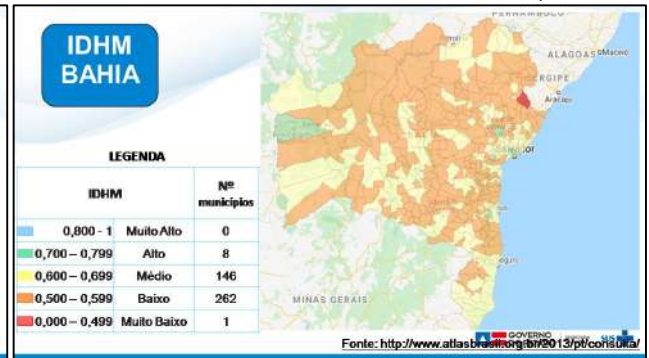 IDHM
BAHIA
PERNAMBUCO
ALAGOAS
Maceió
ERGIPE
Aracaju
LEGENDA
IDHM
Nº
municípios
0,800 - 1 Muito Alto 0
0,700 – 0,799 Alto 8
0,600 – 0,699 Médio 146
0,500 – 0,599 Baixo 262
0,000 – 0,499 Muito Baixo 1
MINAS GERAIS
GOVERNO
Fonte: http://www.atlasbrasil.org.br/2013/pt/consulta/